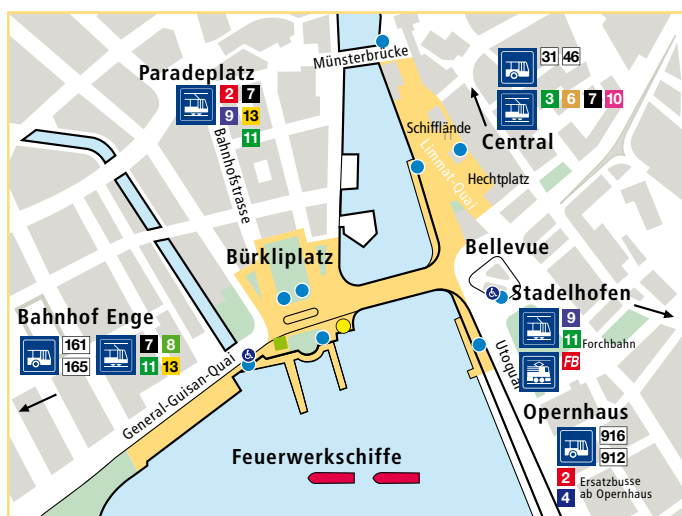 Münsterbrücke
Paradeplatz
2 7
9 13
11
31 46
3 6 7 10
Central
Schifflände
Limmat-Quai
Hechtplatz
Bahnhofstrasse
Bürkliplatz
Bellevue
Stadelhofen
9
11 Forchbahn
FB
Bahnhof Enge
161
165
7 8
11 13
General-Guisan-Quai
Utoquai
Opernhaus
916
912
2 Ersatzbusse
4 ab Opernhaus
Feuerwerkschiffe